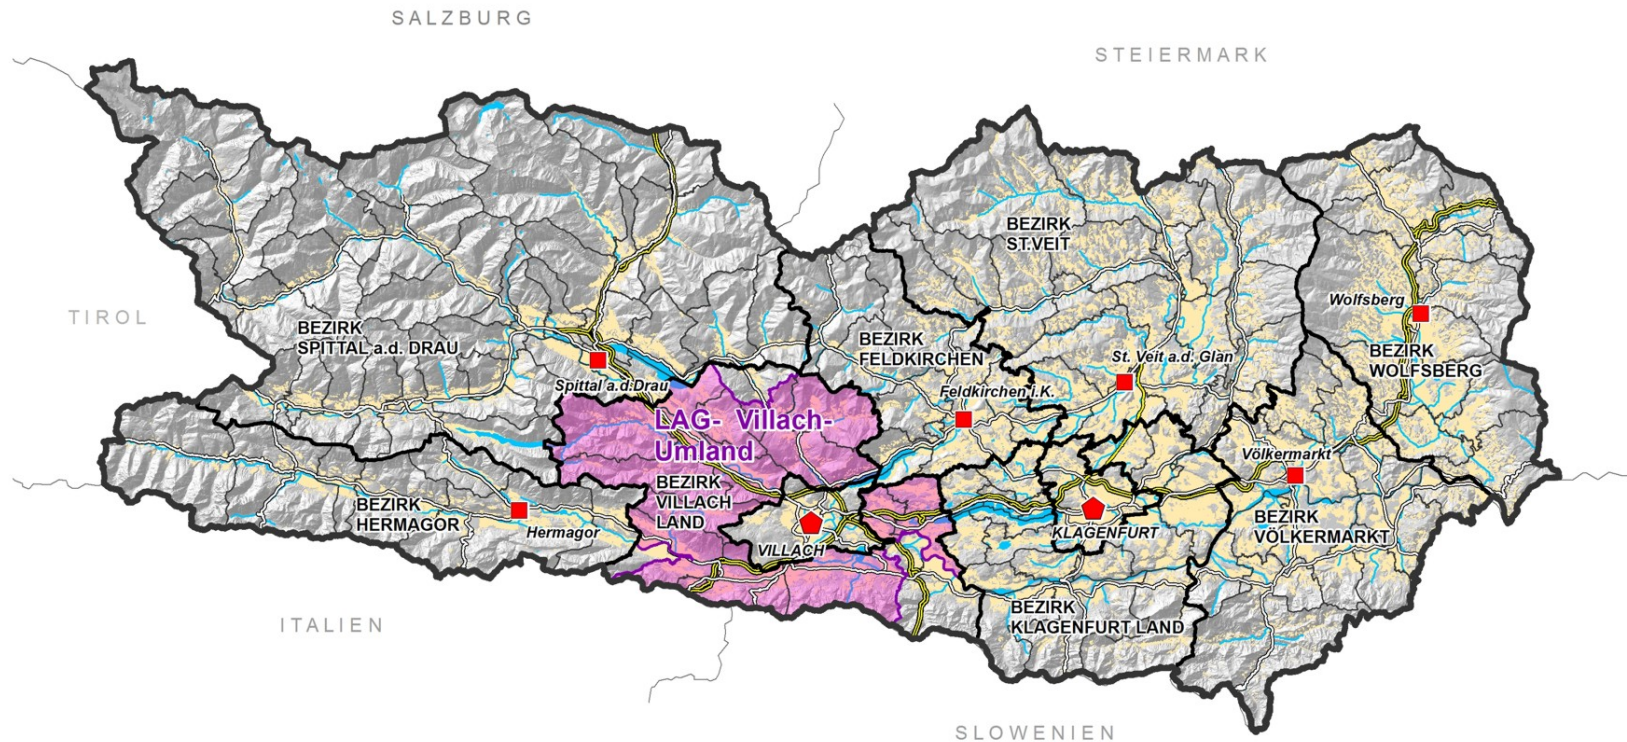 SALZBURG
STEIERMARK
BEZIRK
ST.VEIT
Wolfsberg
TIROL
BEZIRK
SPITTAL a.d. DRAU
BEZIRK
FELDKIRCHEN
St. Veit a.d. Glan
BEZIRK
WOLFSBERG
Spittal a.d.Drau
Feldkirchen i.K.
LAG- Villach-
Umland
Völkermarkt
BEZIRK
VILLACH
LAND
BEZIRK
HERMAGOR
Hermagor
VILLACH
KLAGENFURT
BEZIRK
VÖLKERMARKT
BEZIRK
KLAGENFURT LAND
ITALIEN
SLOWENIEN